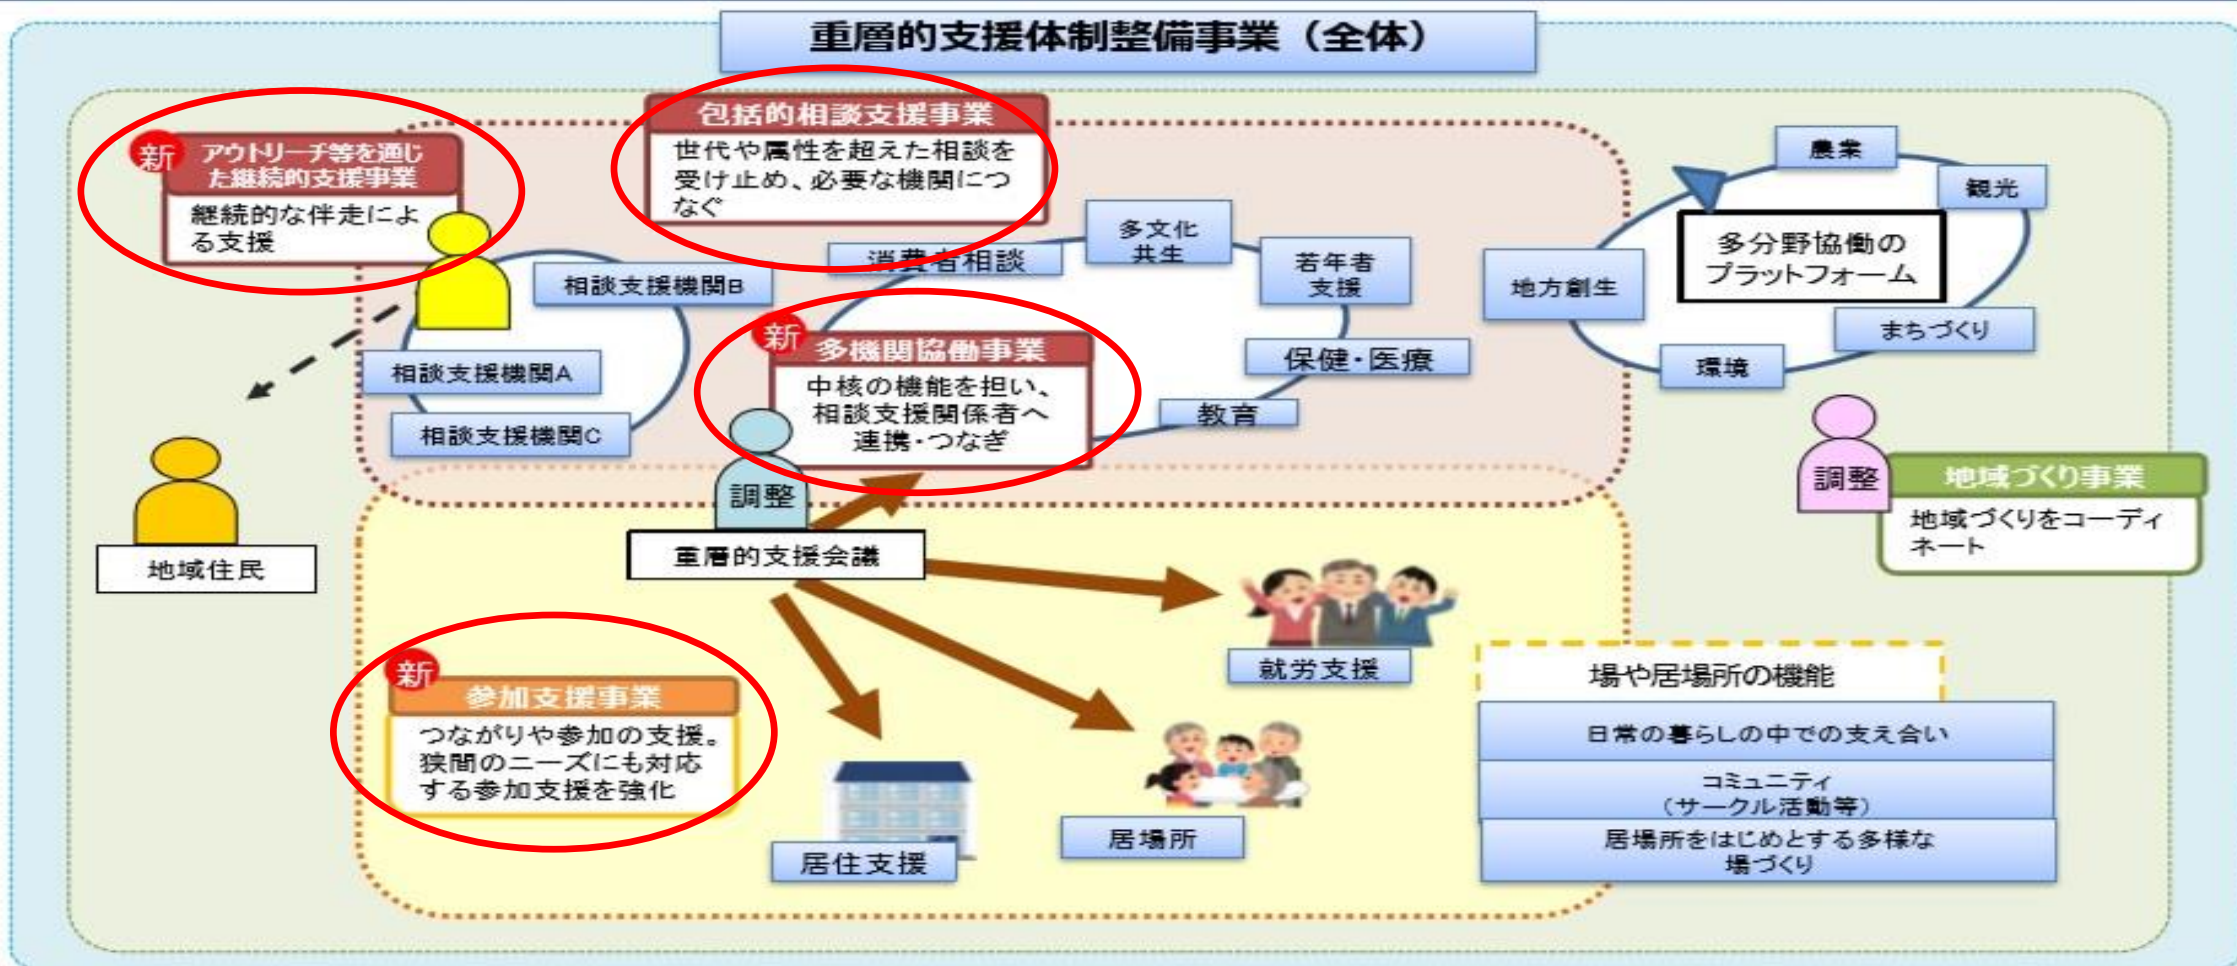 重層的支援体制整備事業（全体）
新
アウトリーチ等を通じ
た継続的支援事業
継続的な伴走によ
る支援
包括的相談支援事業
世代や属性を超えた相談を
受け止め、必要な機関につ
なぐ
相談支援機関B
相談支援機関A
相談支援機関C
消費者相談
多文化
共生
若年者
支援
保健・医療
教育
新
多機関協働事業
中核の機能を担い、
相談支援関係者へ
連携・つなぎ
調整
重層的支援会議
地域住民
農業
観光
多分野協働の
プラットフォーム
地方創生
まちづくり
環境
調整
地域づくり事業
地域づくりをコーディ
ネート
新
参加支援事業
つながりや参加の支援。
狭間のニーズにも対応
する参加支援を強化
就労支援
居場所
居住支援
場や居場所の機能
日常の暮らしの中での支え合い
コミュニティ
（サークル活動等）
居場所をはじめとする多様な
場づくり